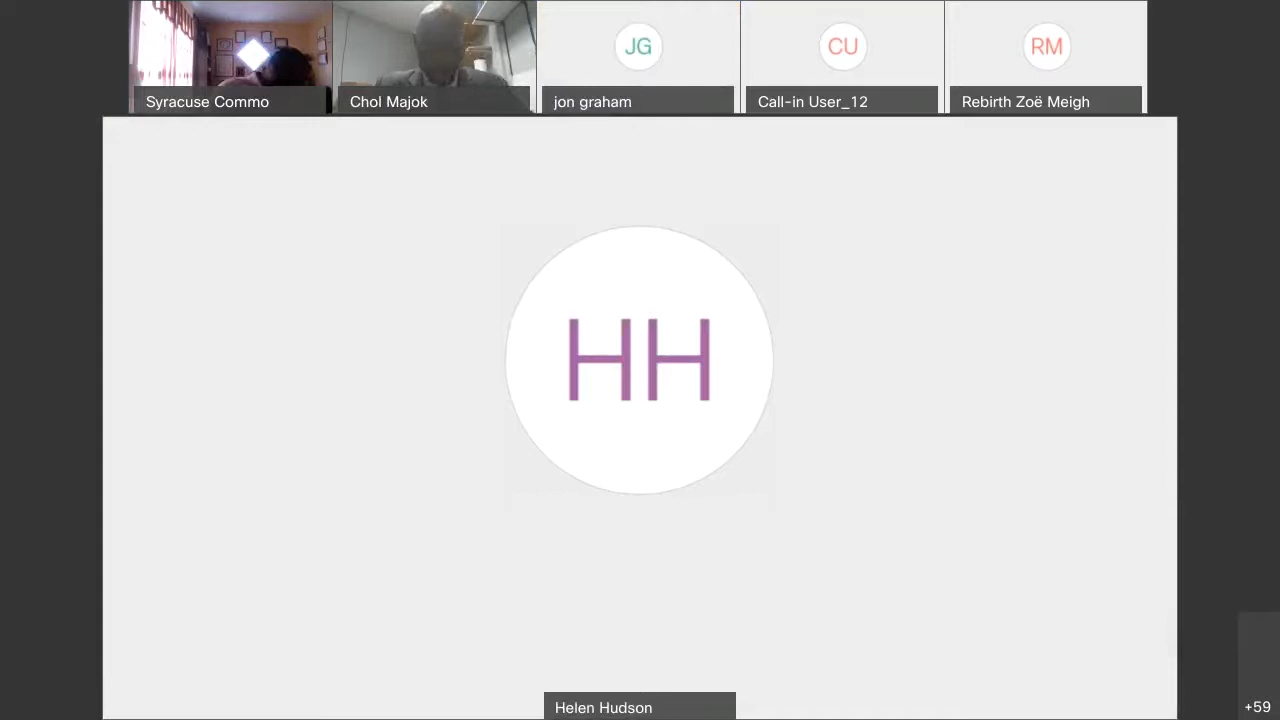 JG
CU
RM
Syracuse Commo
Chol Majok
jon graham
Call-in User_12
Rebirth Zoë Meigh
HH
Helen Hudson
+59